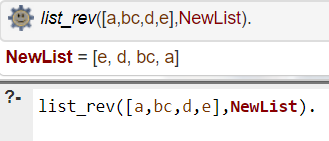 list_rev([a,bc,d,e],NewList).
NewList = [e, d, bc, a]
?- list_rev([a,bc,d,e],NewList).